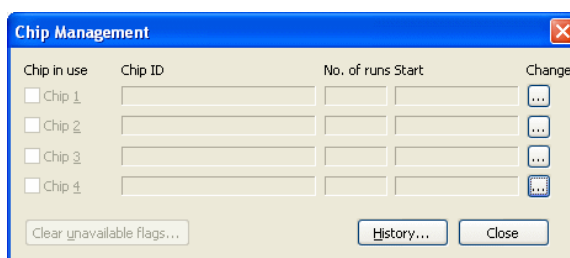 Chip Management
Chip in use Chip ID No. of runs Start Change
Chip 1 ...
Chip 2 ...
Chip 3 ...
Chip 4 ...
Clear unavailable flags... History... Close